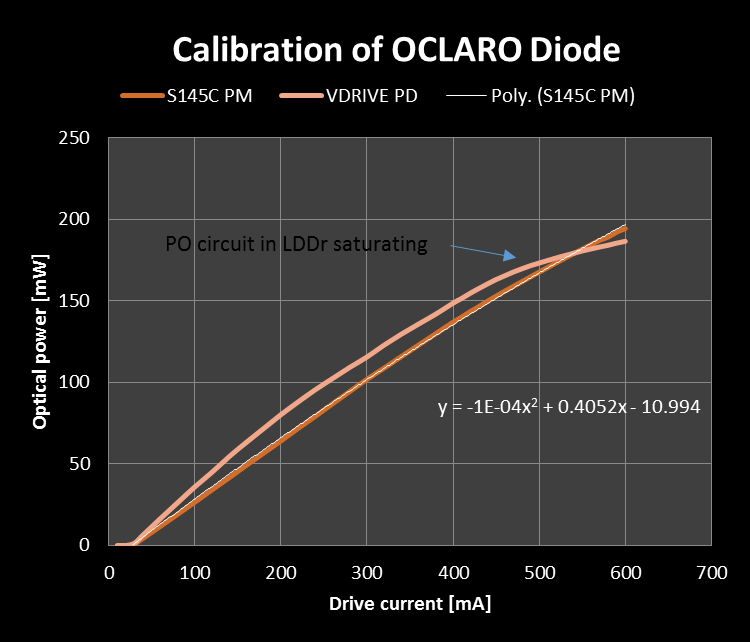 Calibration of OCLARO Diode
S145C PM VDRIVE PD Poly. (S145C PM)
250
200
150
100
50
0
Optical power [mW]
PO circuit in LDDr saturating
y = -1E-04x² + 0.4052x - 10.994
0 100 200 300 400 500 600 700
Drive current [mA]